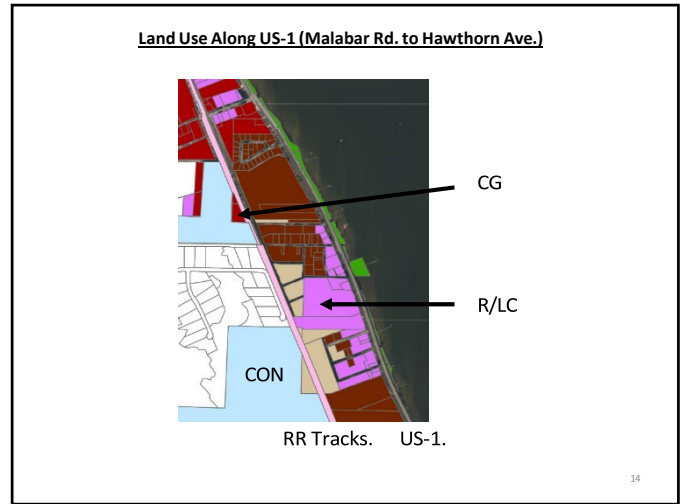 Land Use Along US-1 (Malabar Rd. to Hawthorn Ave.)
CG
R/LC
CON
RR Tracks. US-1.
14